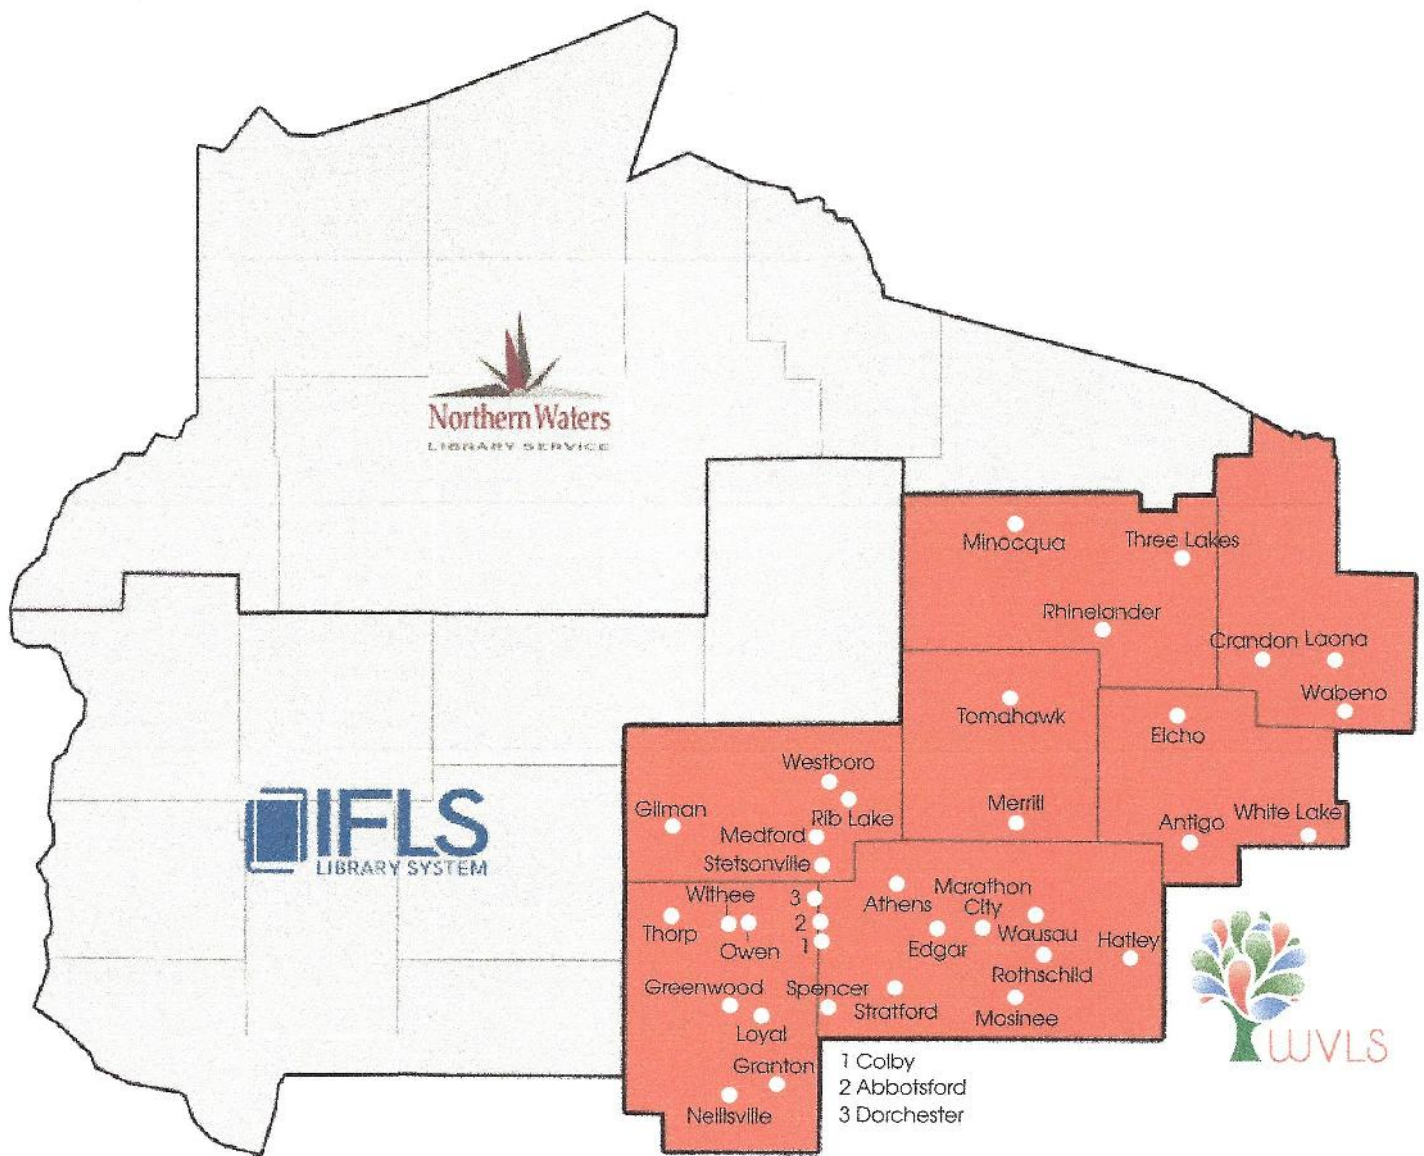 Northern Waters
LIBRARY SERVICE
Minocqua
Three Lakes
Rhinelander
Crandon
Laona
Wabeno
Tomahawk
Elcho
Westboro
Gilman
Rib Lake
Merrill
Antigo
White Lake
Medford
Stetsonville
IFLS
LIBRARY SYSTEM
Withee
3
Athens
Marathon
City
Thorp
Owen
2
1
Edgar
Wausau
Hatley
Rothschild
Greenwood
Spencer
Stratford
Mosinee
Loyal
Granton
Neillsville
WVLS
1 Colby
2 Abbotsford
3 Dorchester